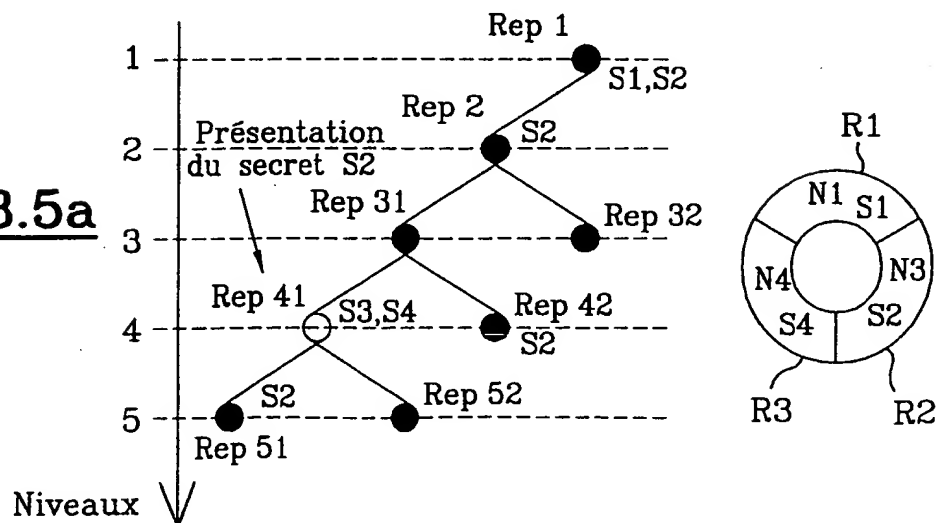 Rep 1
1
S1,S2
Rep 2
Présentation
du secret S2
2
S2
R1
Rep 31
Rep 32
N1
S1
3.5a
3
N4
N3
Rep 41
S3,S4
Rep 42
S4
S2
4
S2
R3
R2
S2
Rep 52
5
Rep 51
Niveaux